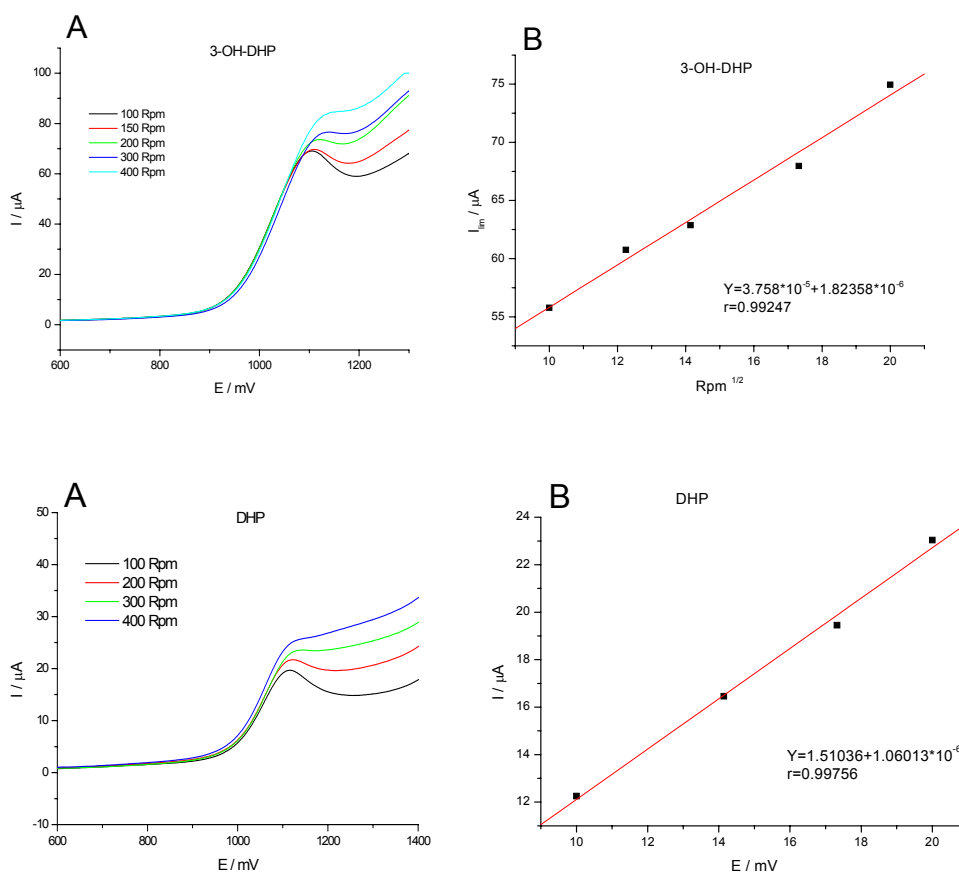 A
3-OH-DHP
100
80
60
40
20
0
I / μA
100 Rpm
150 Rpm
200 Rpm
300 Rpm
400 Rpm
600
800
1000
1200
E / mV
B
3-OH-DHP
75
70
65
60
55
I_lim / μA
Y=3.758*10^-5+1.82358*10^-6
r=0.99247
10
12
14
16
18
20
Rpm ^1/2
A
DHP
50
40
30
20
10
0
-10
I / μA
100 Rpm
200 Rpm
300 Rpm
400 Rpm
600
800
1000
1200
1400
E / mV
B
DHP
24
22
20
18
16
14
12
I / μA
Y=1.51036+1.06013*10^-6
r=0.99756
10
12
14
16
18
20
E / mV